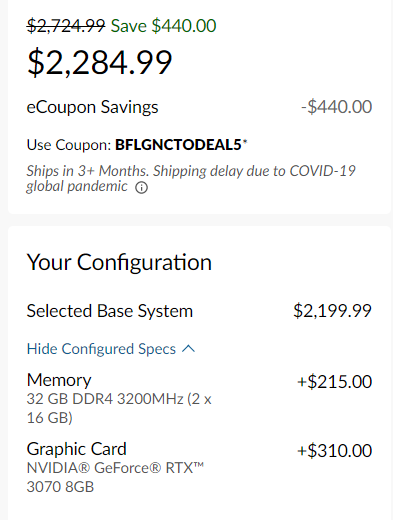 $2,724.99 Save $440.00
$2,284.99
eCoupon Savings -$440.00
Use Coupon: BFLGNCTODEAL5*
Ships in 3+ Months. Shipping delay due to COVID-19
global pandemic
Your Configuration
Selected Base System $2,199.99
Hide Configured Specs
Memory +$215.00
32 GB DDR4 3200MHz (2 x
16 GB)
Graphic Card +$310.00
NVIDIA® GeForce® RTX™
3070 8GB